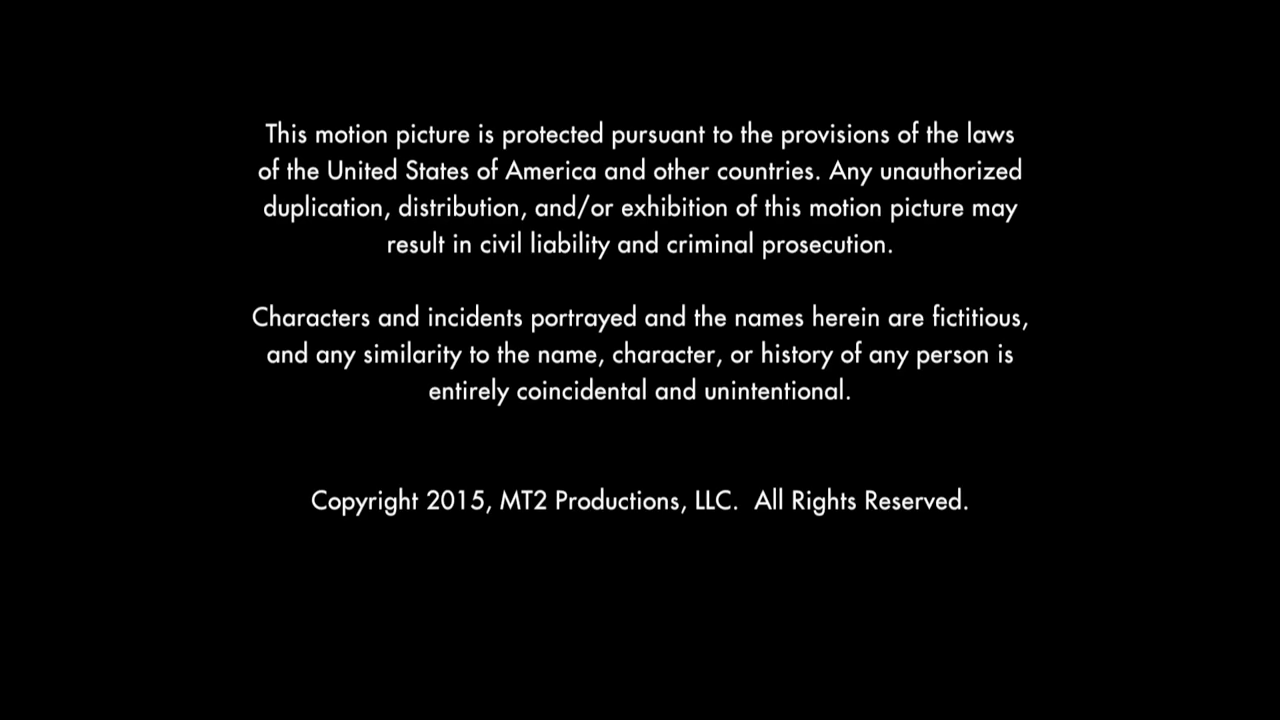 This motion picture is protected pursuant to the provisions of the laws
of the United States of America and other countries. Any unauthorized
duplication, distribution, and/or exhibition of this motion picture may
result in civil liability and criminal prosecution.
Characters and incidents portrayed and the names herein are fictitious,
and any similarity to the name, character, or history of any person is
entirely coincidental and unintentional.
Copyright 2015, MT2 Productions, LLC.  All Rights Reserved.